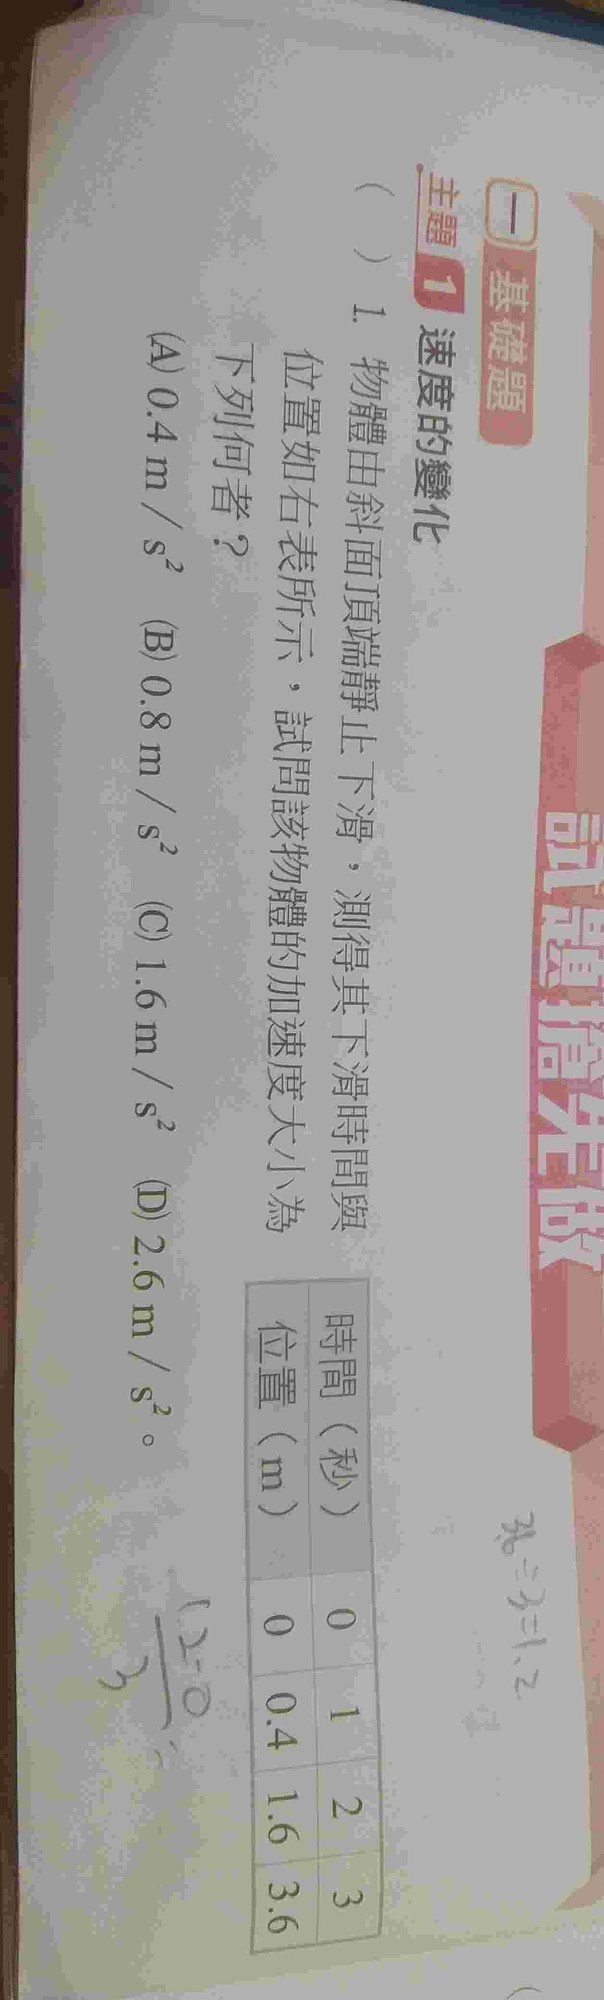 試題搶先做
一 基礎題
主題 1 速度的變化
( ) 1. 物體由斜面頂端靜止下滑，測得其下滑時間與
位置如右表所示，試問該物體的加速度大小為
下列何者？
(A) 0.4 m / s² (B) 0.8 m / s² (C) 1.6 m / s² (D) 2.6 m / s²。
時間（秒） 0 1 2 3
位置（m） 0 0.4 1.6 3.6